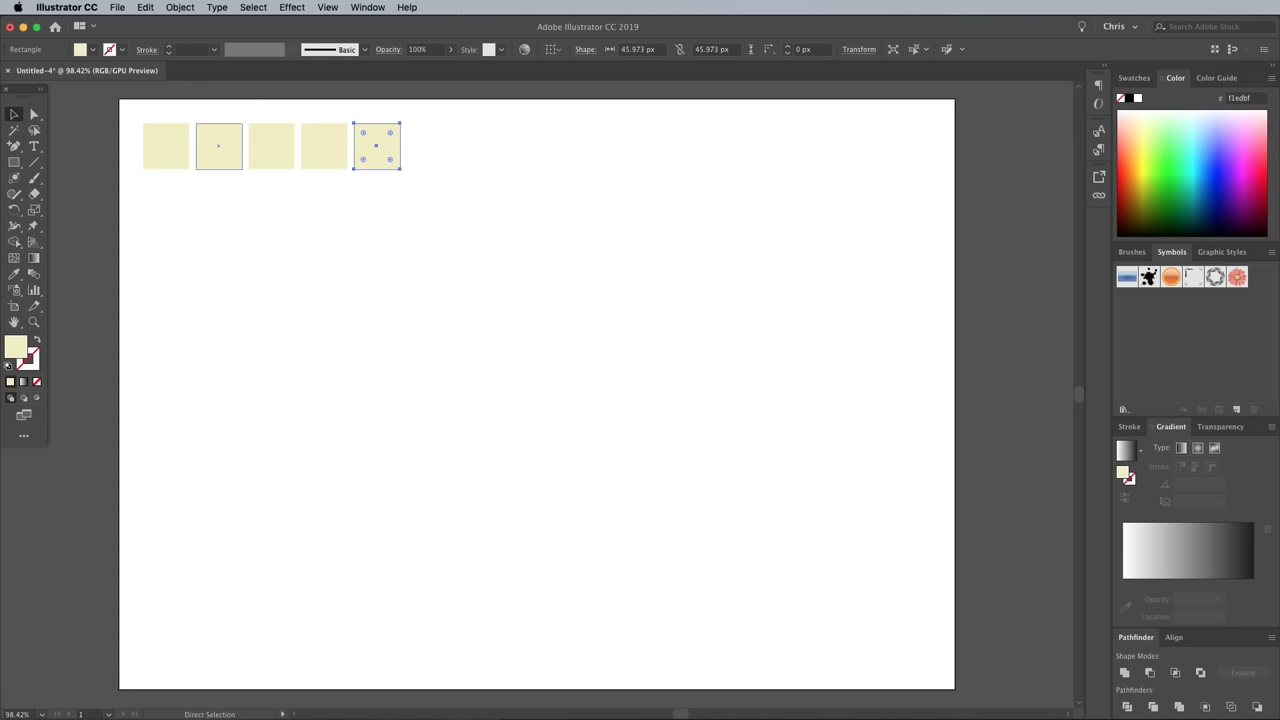 Illustrator CC File Edit Object Type Select Effect View Window Help
Adobe Illustrator CC 2019
Chris
Search Adobe Stock
Rectangle
Stroke:
Basic
Opacity: 100%
Style:
Shape: 45.973 px
45.973 px
0 px
Transform
Untitled-4* @ 98.42% (RGB/GPU Preview)
Swatches Color Color Guide
# f1edbf
Brushes Symbols Graphic Styles
Stroke Gradient Transparency
Type:
Stroke:
Opacity:
Location:
Pathfinder Align
Shape Modes:
Expand
Pathfinders:
98.42% 1 Direct Selection